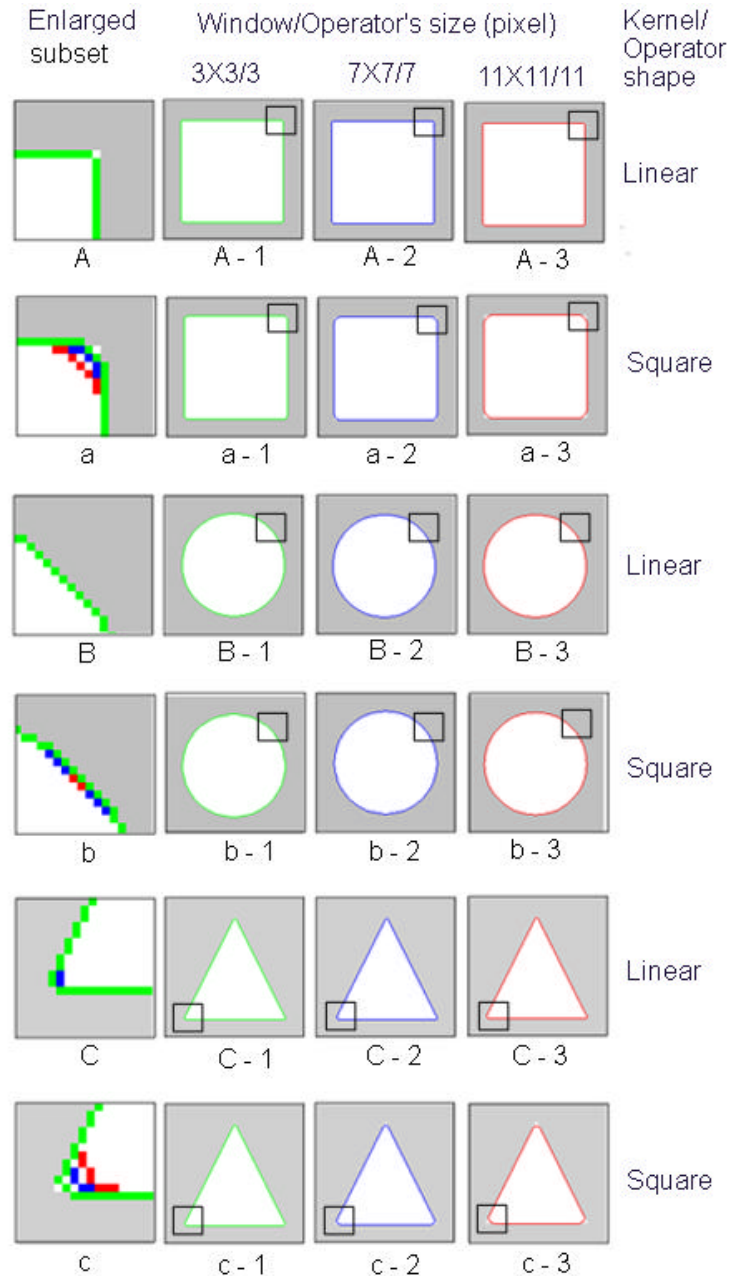 Enlarged subset
Window/Operator's size (pixel)
3X3/3 7X7/7 11X11/11
Kernel/
Operator
shape
Linear
A A - 1 A - 2 A - 3
Square
a a - 1 a - 2 a - 3
Linear
B B - 1 B - 2 B - 3
Square
b b - 1 b - 2 b - 3
Linear
C C - 1 C - 2 C - 3
Square
c c - 1 c - 2 c - 3